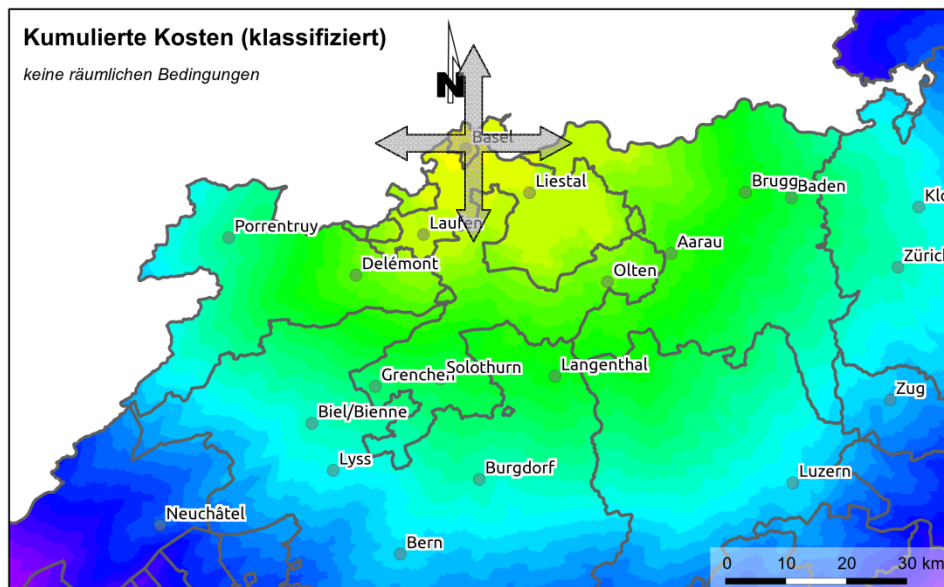 Kumulierte Kosten (klassifiziert)
keine räumlichen Bedingungen
N
Basel
Liestal
Brugg
Baden
Klo
Porrentruy
Laufen
Aarau
Zürich
Delémont
Olten
Solothurn
Langenthal
Grenchen
Zug
Biel/Bienne
Lyss
Burgdorf
Luzern
Neuchâtel
Bern
0 10 20 30 km